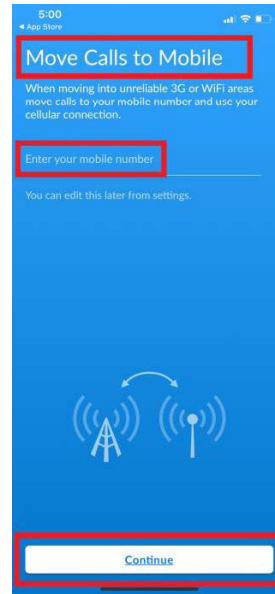 5:00
◀ App Store
Move Calls to Mobile
When moving into unreliable 3G or WiFi areas
move calls to your mobile number and use your
cellular connection.
Enter your mobile number
You can edit this later from settings.
Continue